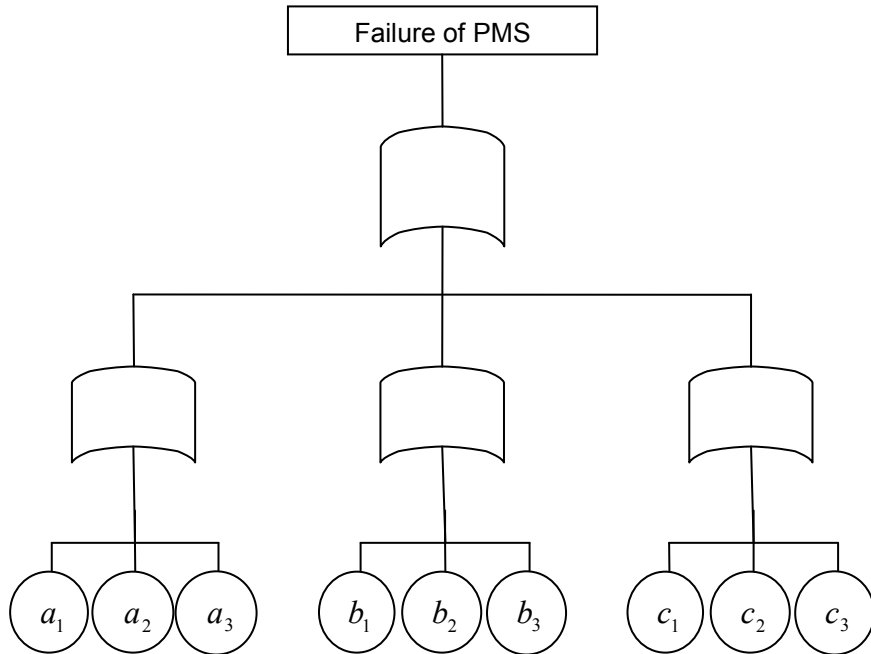 Failure of PMS
a₁ a₂ a₃ b₁ b₂ b₃ c₁ c₂ c₃